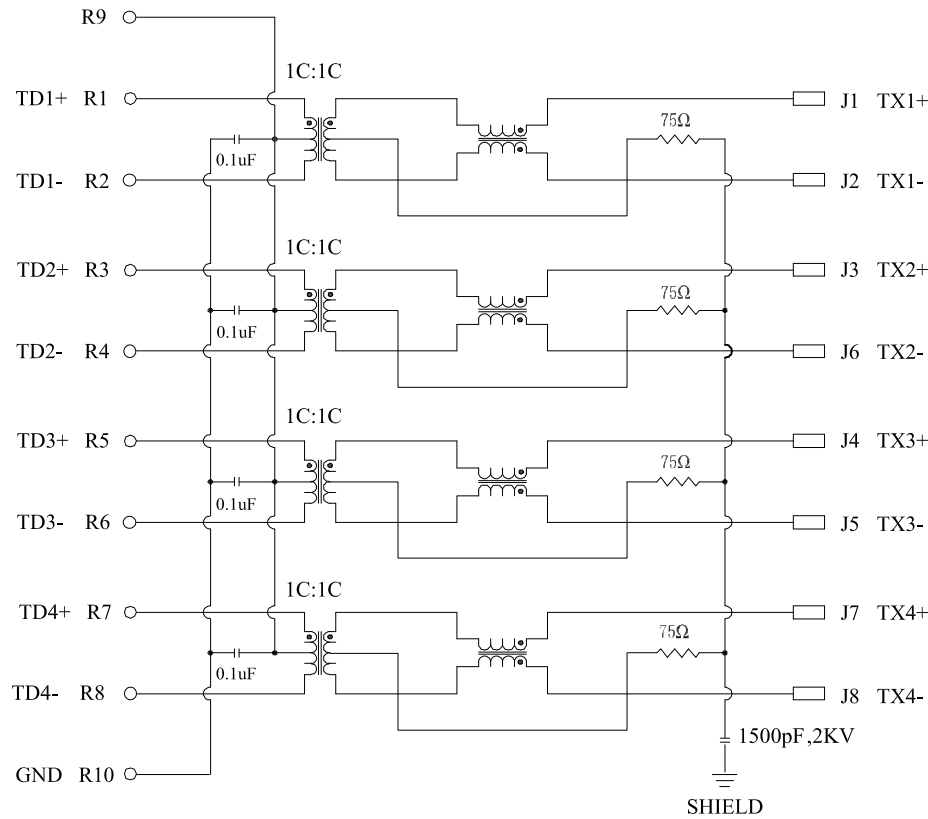 R9
1C:1C
TD1+ R1
J1 TX1+
75Ω
0.1uF
TD1- R2
J2 TX1-
1C:1C
TD2+ R3
J3 TX2+
75Ω
0.1uF
TD2- R4
J6 TX2-
1C:1C
TD3+ R5
J4 TX3+
75Ω
0.1uF
TD3- R6
J5 TX3-
1C:1C
TD4+ R7
J7 TX4+
75Ω
0.1uF
TD4- R8
J8 TX4-
1500pF,2KV
GND R10
SHIELD